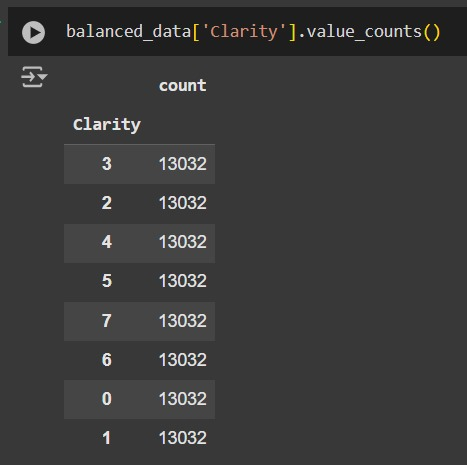 balanced_data['Clarity'].value_counts()
count
Clarity
3 13032
2 13032
4 13032
5 13032
7 13032
6 13032
0 13032
1 13032